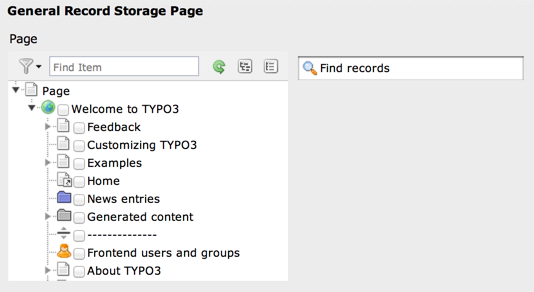 General Record Storage Page
Page
Find Item
Find records
Page
Welcome to TYPO3
Feedback
Customizing TYPO3
Examples
Home
News entries
Generated content
--------------
Frontend users and groups
About TYPO3